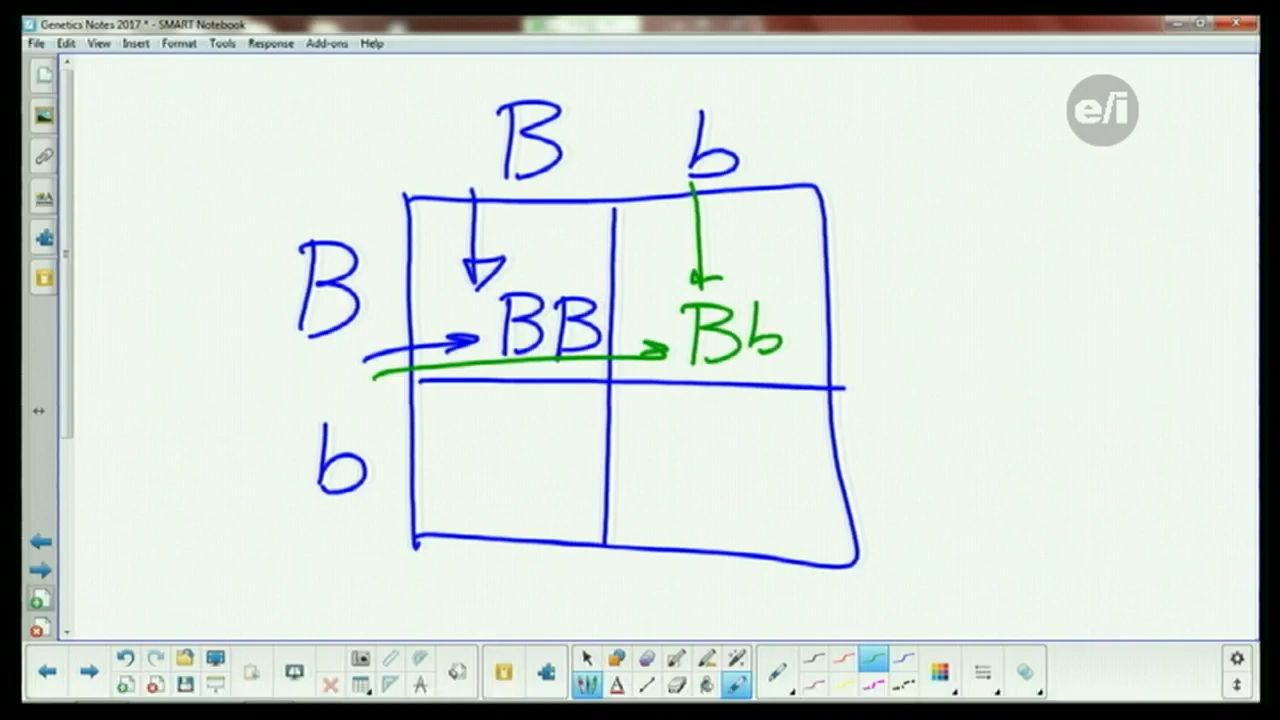 Genetics Notes 2017 * - SMART Notebook
File Edit View Insert Format Tools Response Add-ons Help
e/i
B b
B BB Bb
b